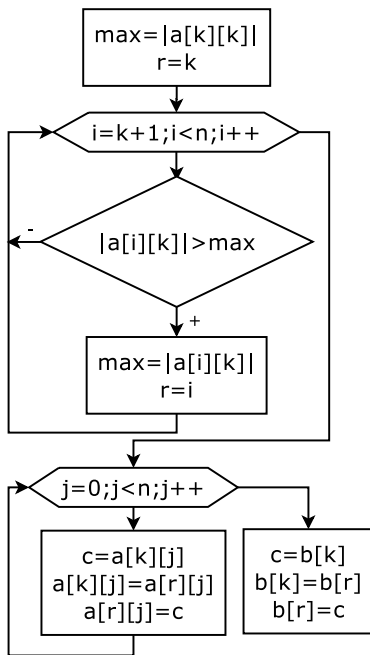 max=|a[k][k]|
r=k
i=k+1;i<n;i++
|a[i][k]|>max
-
+
max=|a[i][k]|
r=i
j=0;j<n;j++
c=a[k][j]
a[k][j]=a[r][j]
a[r][j]=c
c=b[k]
b[k]=b[r]
b[r]=c